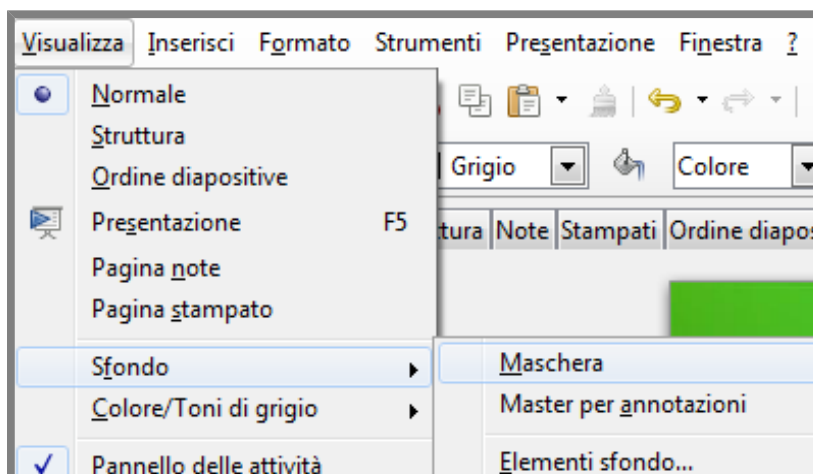 Visualizza Inserisci Formato Strumenti Presentazione Finestra ?
Normale
Struttura
Ordine diapositive
Presentazione F5
Pagina note
Pagina stampato
Sfondo
Colore/Toni di grigio
Pannello delle attività
Grigio Colore
tura Note Stampati Ordine diapos
Maschera
Master per annotazioni
Elementi sfondo...